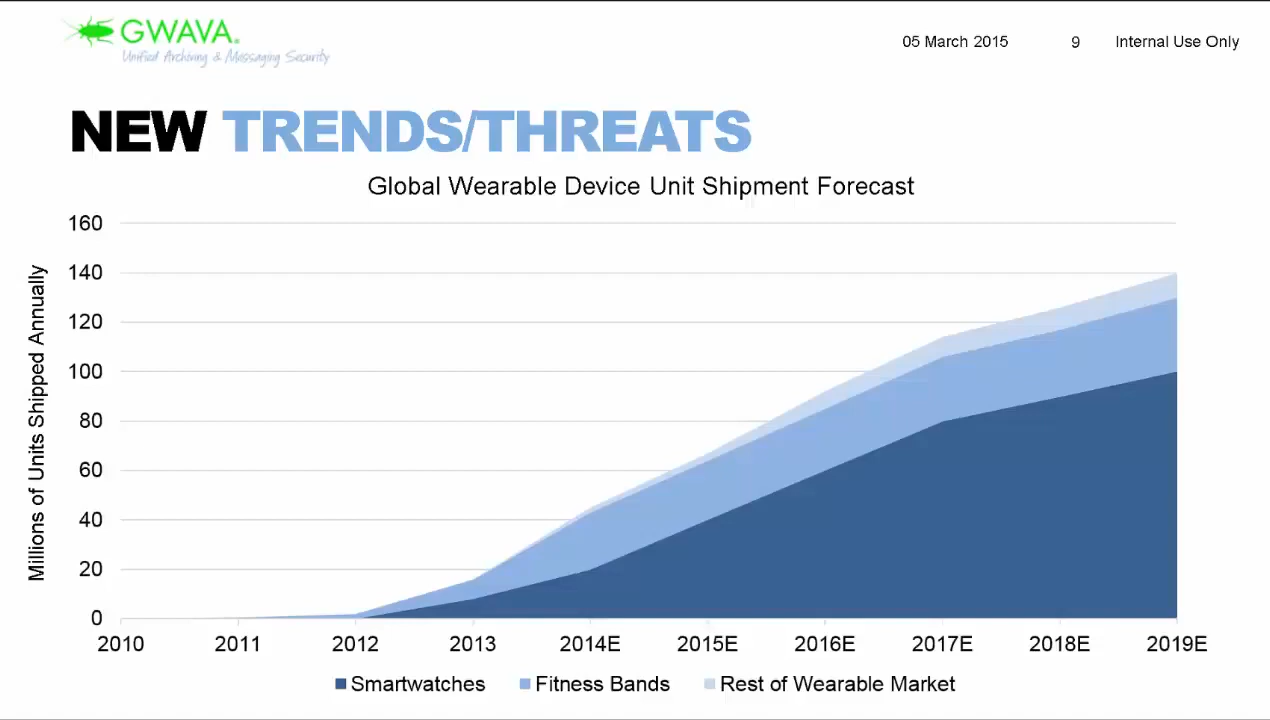 GWAVA.
Unified Archiving & Messaging Security
05 March 2015 9 Internal Use Only
NEW TRENDS/THREATS
Global Wearable Device Unit Shipment Forecast
Millions of Units Shipped Annually
160
140
120
100
80
60
40
20
0
2010 2011 2012 2013 2014E 2015E 2016E 2017E 2018E 2019E
Smartwatches Fitness Bands Rest of Wearable Market